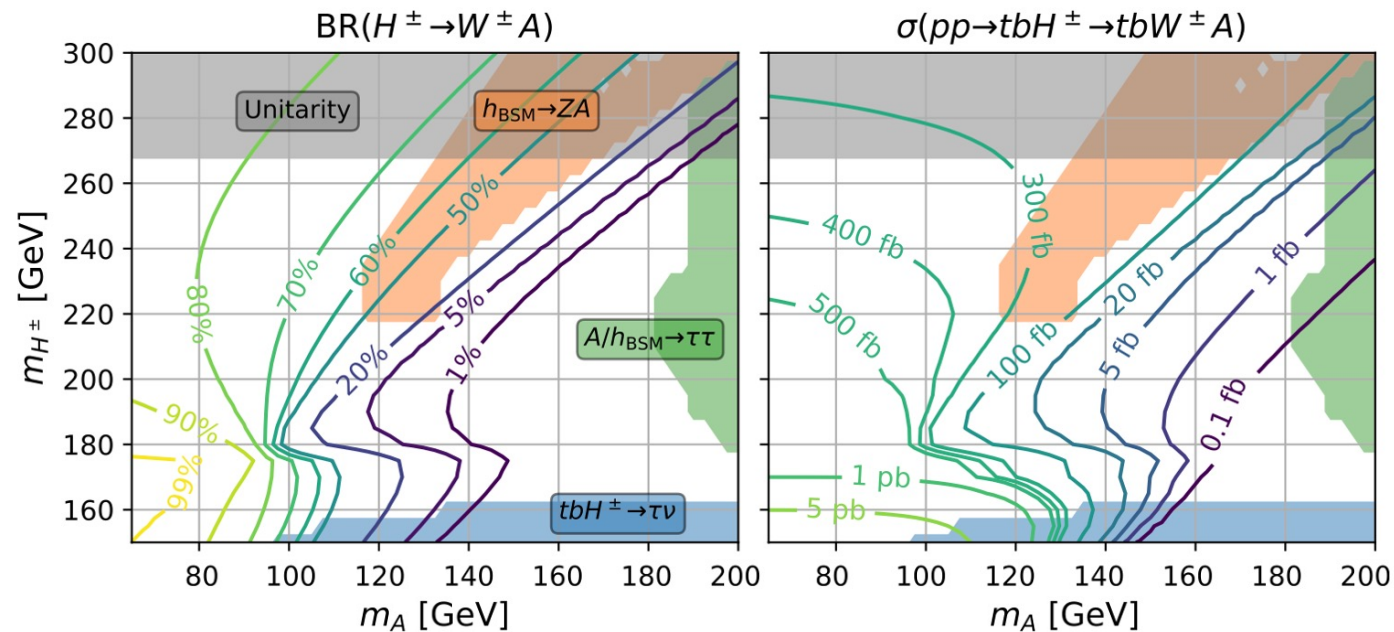 BR(H ± →W ± A)
σ(pp→tbH ± →tbW ± A)
m_H± [GeV]
300
280
260
240
220
200
180
160
Unitarity
h_BSM→ZA
A/h_BSM→ττ
tbH ± →τν
80%
70%
60%
50%
20%
5%
1%
90%
99%
80
100
120
140
160
180
200
m_A [GeV]
300 fb
400 fb
500 fb
100 fb
20 fb
5 fb
1 fb
0.1 fb
1 pb
5 pb
80
100
120
140
160
180
200
m_A [GeV]